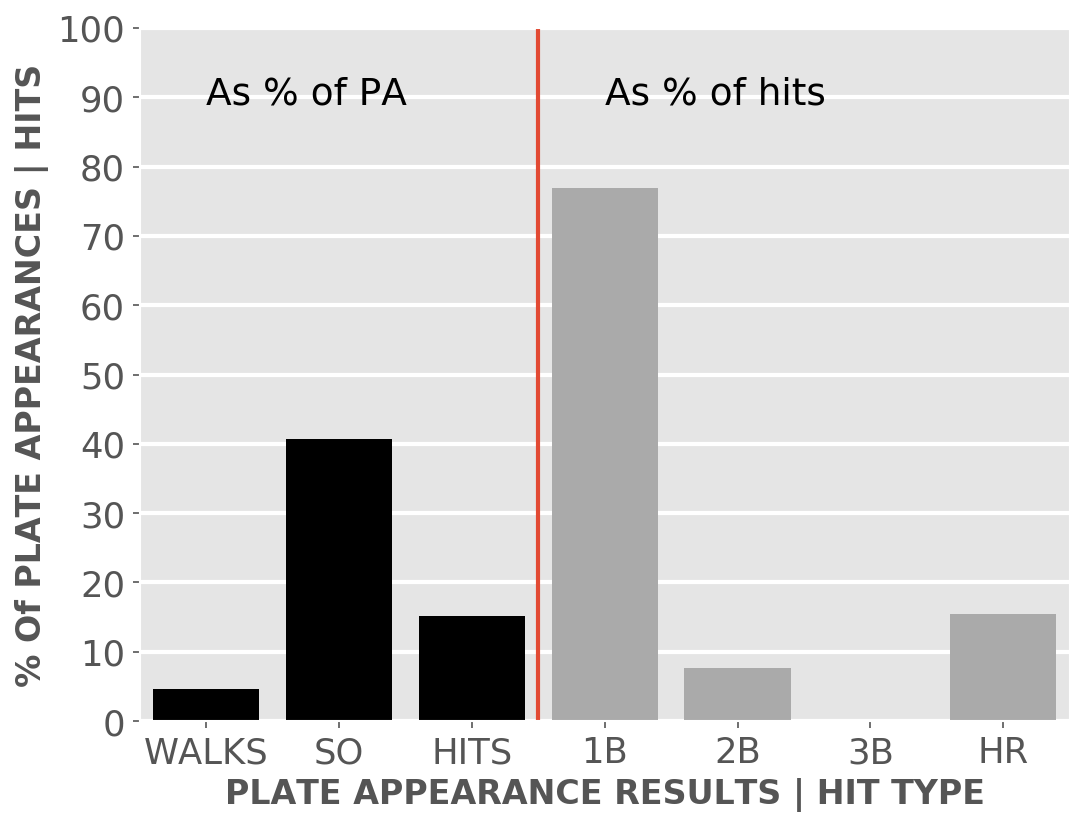 100
90
80
70
60
50
40
30
20
10
0
% Of PLATE APPEARANCES | HITS
As % of PA
As % of hits
WALKS SO HITS 1B 2B 3B HR
PLATE APPEARANCE RESULTS | HIT TYPE